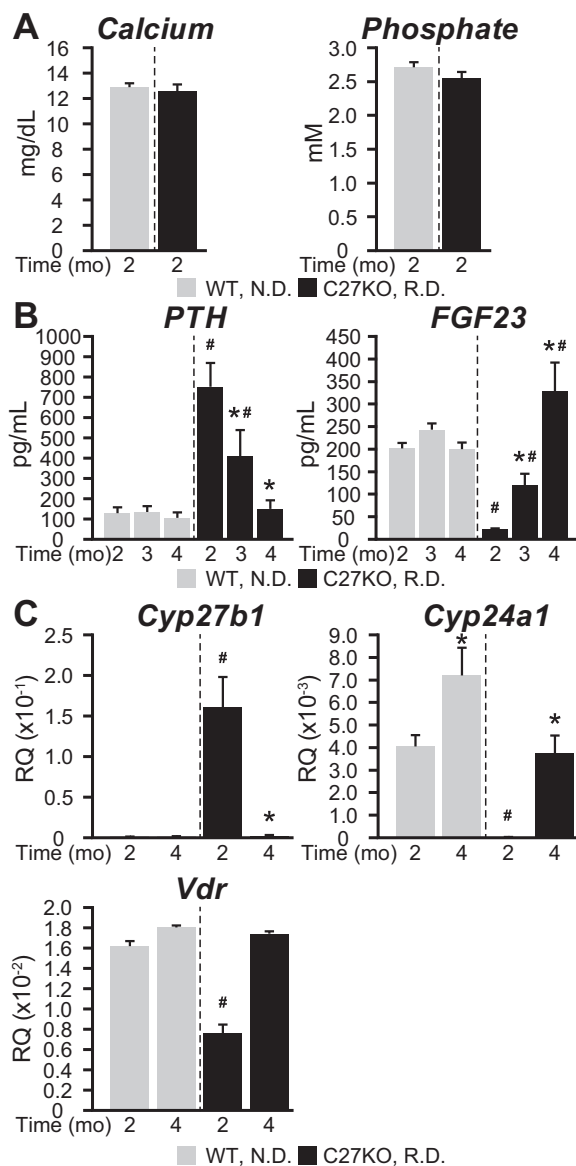 A
Calcium
Phosphate
mg/dL
16
14
12
10
8
6
4
2
0
Time (mo) 2 2
mM
3.0
2.5
2.0
1.5
1.0
0.5
0
Time (mo) 2 2
WT, N.D. C27KO, R.D.
B
PTH
FGF23
pg/mL
1000
900
800
700
600
500
400
300
200
100
0
# *# *
Time (mo) 2 3 4 2 3 4
pg/mL
450
400
350
300
250
200
150
100
50
0
# *# *#
Time (mo) 2 3 4 2 3 4
WT, N.D. C27KO, R.D.
C
Cyp27b1
Cyp24a1
RQ (x10-1)
2.5
2.0
1.5
1.0
0.5
0
# *
Time (mo) 2 4 2 4
RQ (x10-3)
9.0
8.0
7.0
6.0
5.0
4.0
3.0
2.0
1.0
0
* # *
Time (mo) 2 4 2 4
Vdr
RQ (x10-2)
2.0
1.8
1.6
1.4
1.2
1.0
0.8
0.6
0.4
0.2
0
#
Time (mo) 2 4 2 4
WT, N.D. C27KO, R.D.